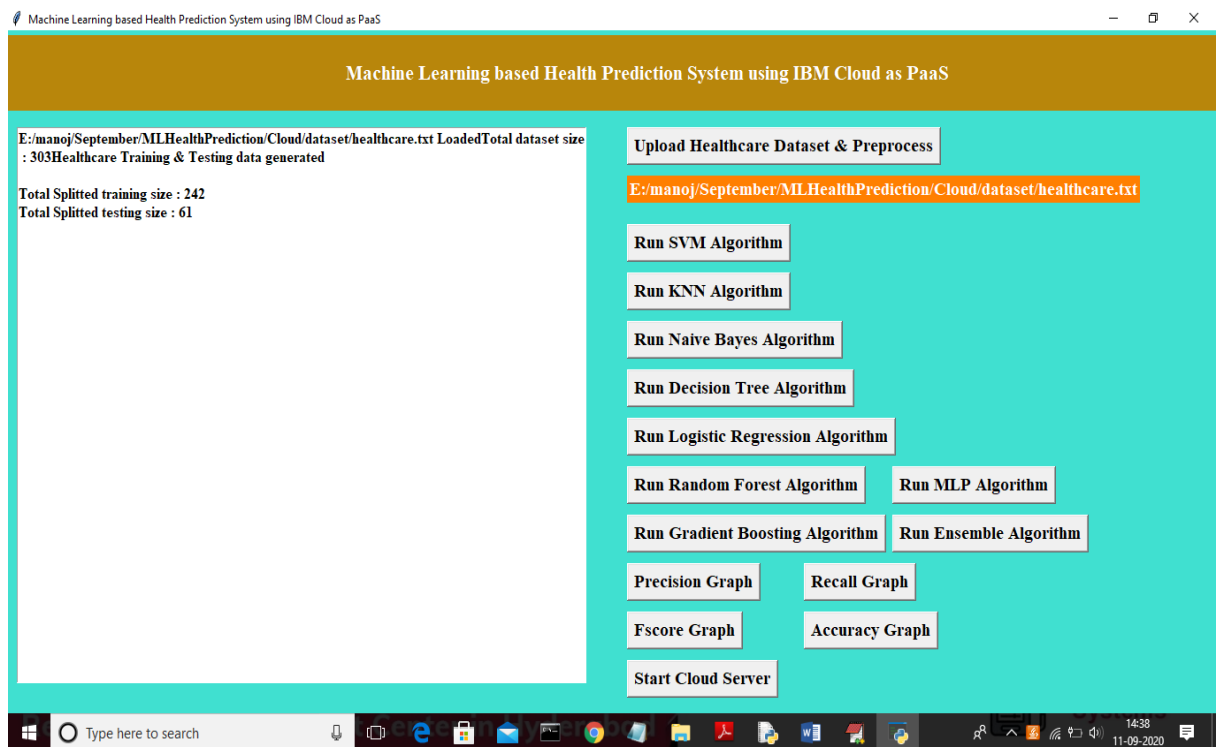 Machine Learning based Health Prediction System using IBM Cloud as PaaS
Machine Learning based Health Prediction System using IBM Cloud as PaaS
E:/manoj/September/MLHealthPrediction/Cloud/dataset/healthcare.txt LoadedTotal dataset size
: 303Healthcare Training & Testing data generated
Total Splitted training size : 242
Total Splitted testing size : 61
Upload Healthcare Dataset & Preprocess
E:/manoj/September/MLHealthPrediction/Cloud/dataset/healthcare.txt
Run SVM Algorithm
Run KNN Algorithm
Run Naive Bayes Algorithm
Run Decision Tree Algorithm
Run Logistic Regression Algorithm
Run Random Forest Algorithm
Run MLP Algorithm
Run Gradient Boosting Algorithm
Run Ensemble Algorithm
Precision Graph
Recall Graph
Fscore Graph
Accuracy Graph
Start Cloud Server
Type here to search
14:38
11-09-2020